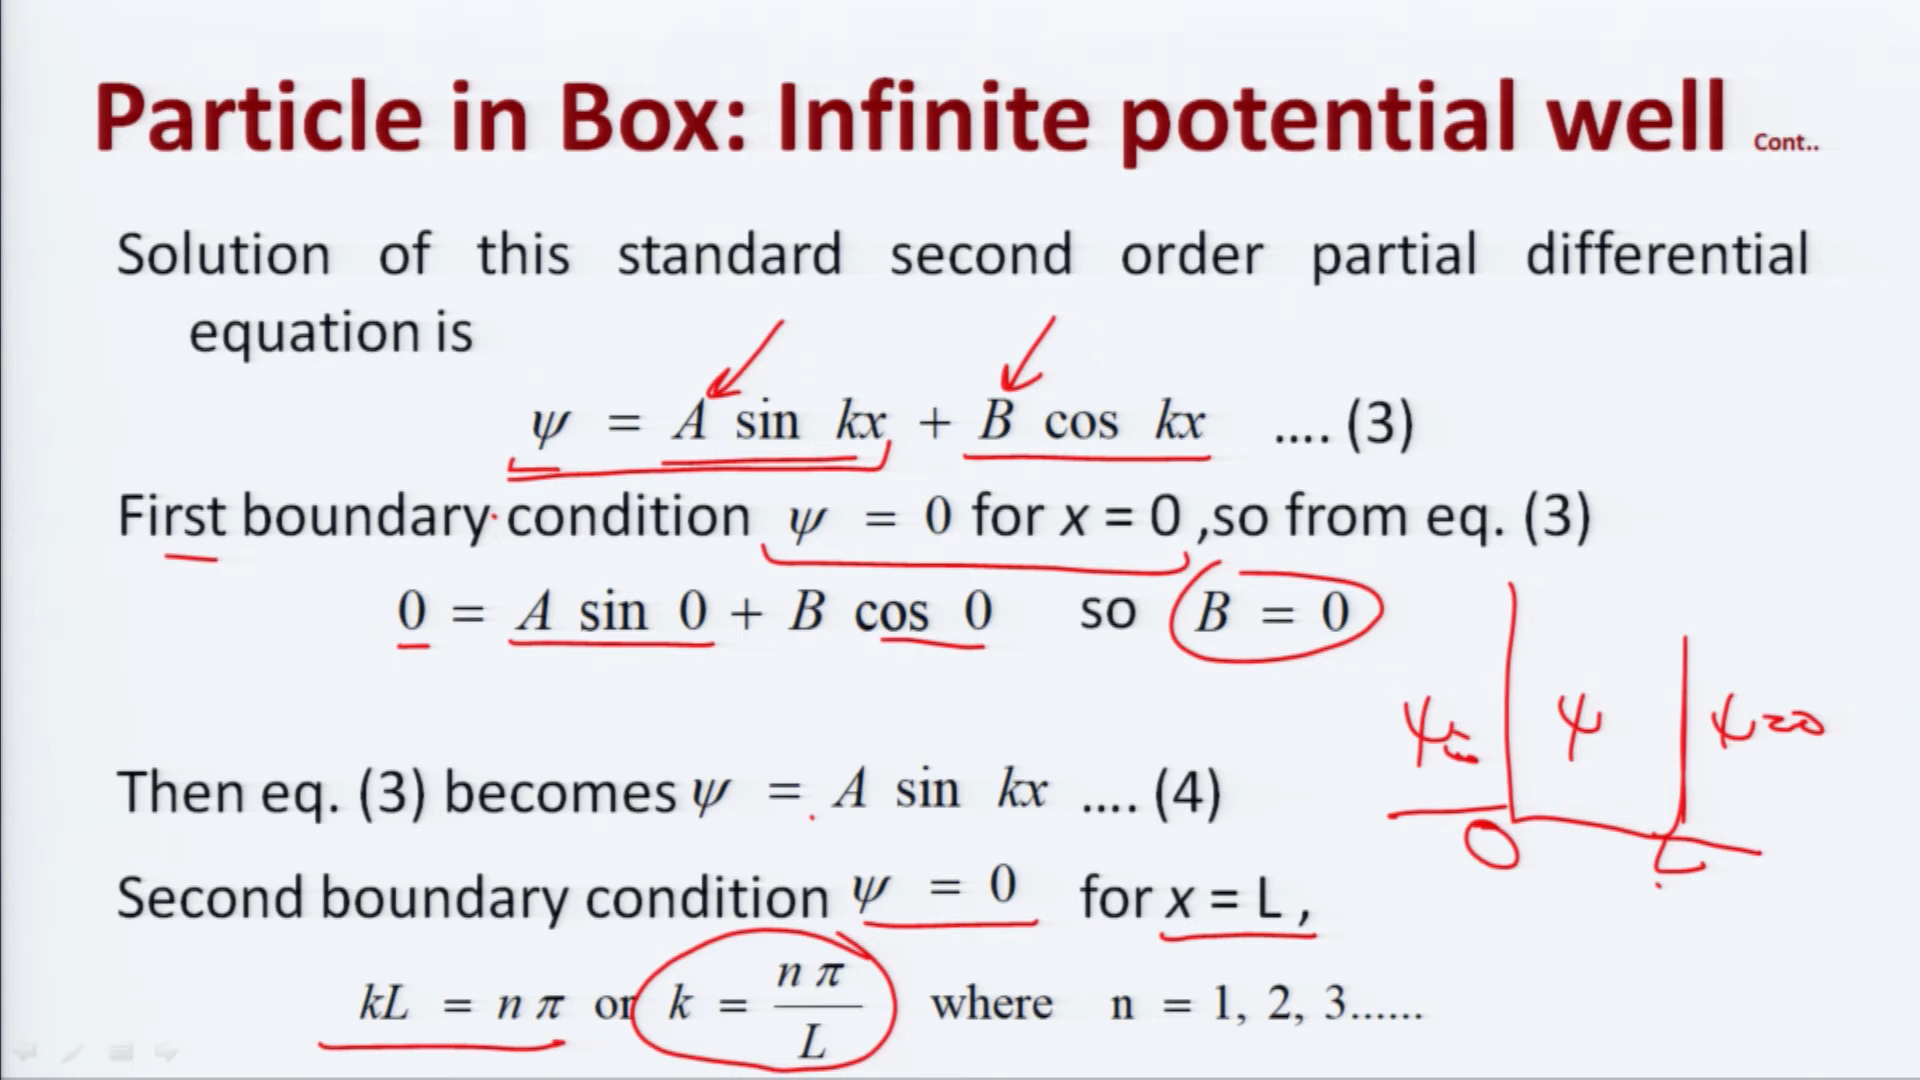 Particle in Box: Infinite potential well Cont..
Solution of this standard second order partial differential
equation is
ψ = A sin kx + B cos kx .... (3)
First boundary condition ψ = 0 for x = 0 ,so from eq. (3)
0 = A sin 0 + B cos 0 so B = 0
ψ ψ ψ=0
Then eq. (3) becomes ψ = A sin kx .... (4)
0 L
Second boundary condition ψ = 0 for x = L ,
kL = n π or k = n π / L where n = 1, 2, 3......